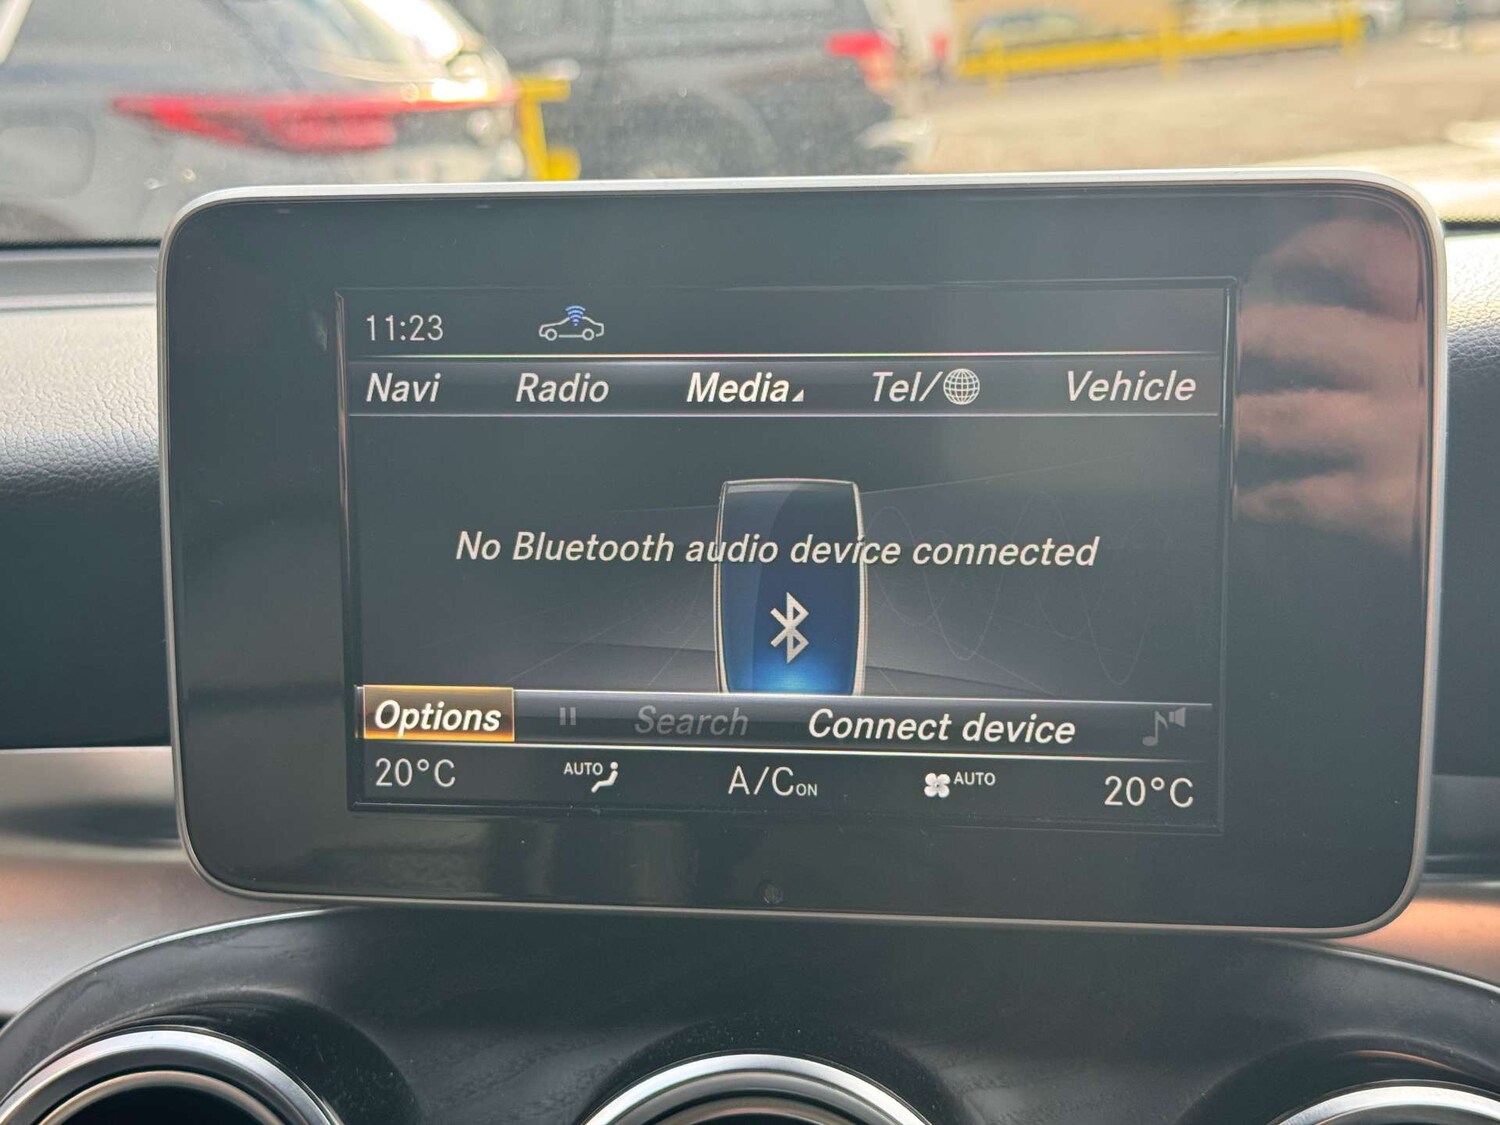 11:23
Navi Radio Media Tel/ Vehicle
No Bluetooth audio device connected
Options Search Connect device
20°C AUTO A/C ON AUTO 20°C